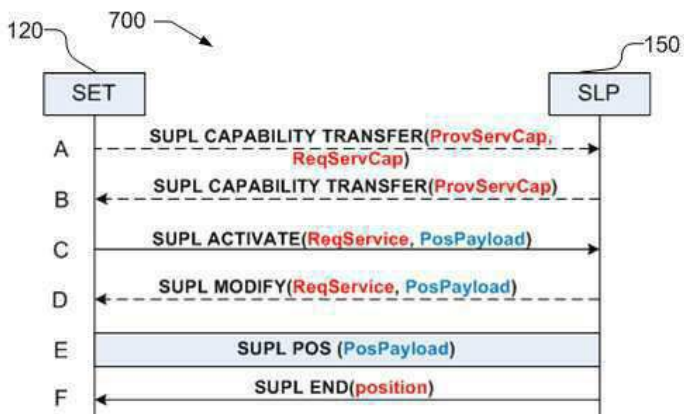 700
120
150
SET
SLP
A
SUPL CAPABILITY TRANSFER(ProvServCap,
ReqServCap)
B
SUPL CAPABILITY TRANSFER(ProvServCap)
C
SUPL ACTIVATE(ReqService, PosPayload)
D
SUPL MODIFY(ReqService, PosPayload)
E
SUPL POS (PosPayload)
F
SUPL END(position)